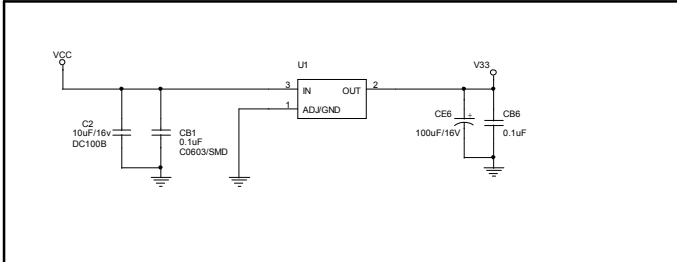 VCC
U1
V33
3 IN OUT 2
1 ADJ/GND
C2
10uF/16v
DC100B
CB1
0.1uF
C0603/SMD
CE6
+
100uF/16V
CB6
0.1uF